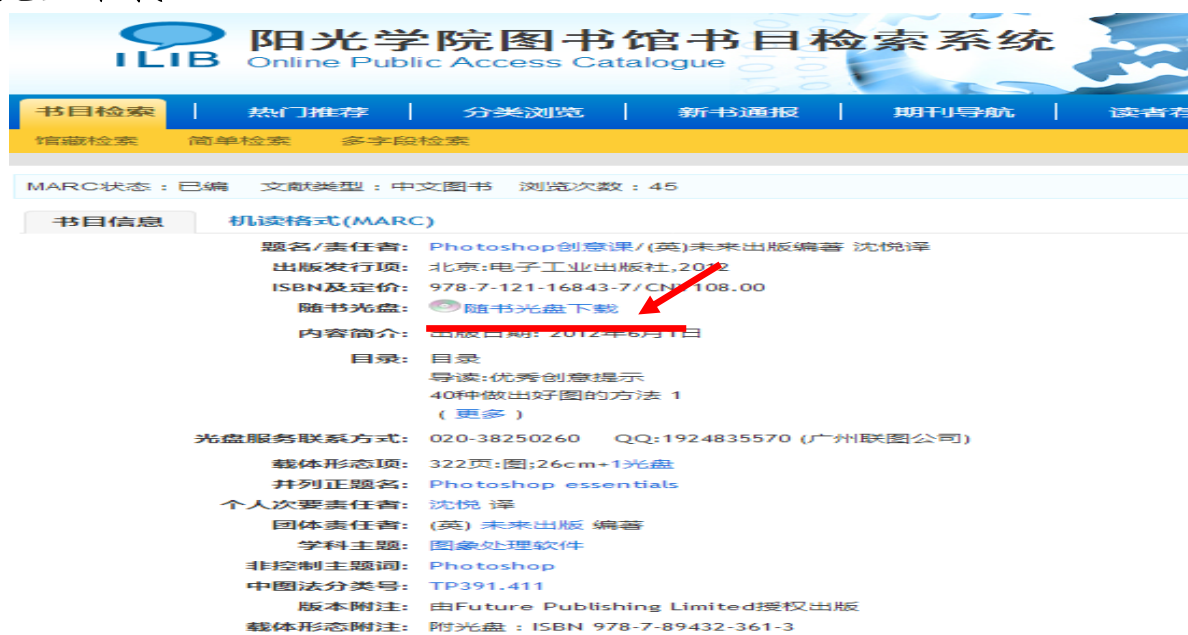 ILIB
阳光学院图书馆书目检索系统
Online Public Access Catalogue
书目检索 | 热门推荐 | 分类浏览 | 新书通报 | 期刊导航 | 读者荐
馆藏检索 简单检索 多字段检索
MARC状态：已编 文献类型：中文图书 浏览次数：45
书目信息 机读格式(MARC)
题名/责任者: Photoshop创意课/(英)未来出版编著 沈悦译
出版发行项: 北京:电子工业出版社,2012
ISBN及定价: 978-7-121-16843-7/CNY108.00
随书光盘: 随书光盘下载
内容简介: 出版日期: 2012年6月1日
目录: 目录
导读:优秀创意提示
40种做出好图的方法 1
( 更多 )
光盘服务联系方式: 020-38250260 QQ:1924835570 (广州联图公司)
载体形态项: 322页:图;26cm+1光盘
并列正题名: Photoshop essentials
个人次要责任者: 沈悦 译
团体责任者: (英) 未来出版 编著
学科主题: 图象处理软件
非控制主题词: Photoshop
中图法分类号: TP391.411
版本附注: 由Future Publishing Limited授权出版
载体形态附注: 附光盘：ISBN 978-7-89432-361-3